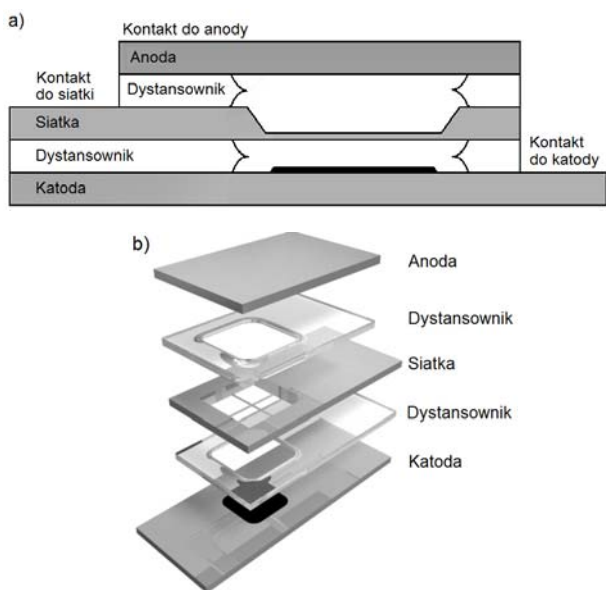 a)
Kontakt do anody
Anoda
Kontakt
do siatki
Dystansownik
Siatka
Dystansownik
Kontakt
do katody
Katoda
b)
Anoda
Dystansownik
Siatka
Dystansownik
Katoda